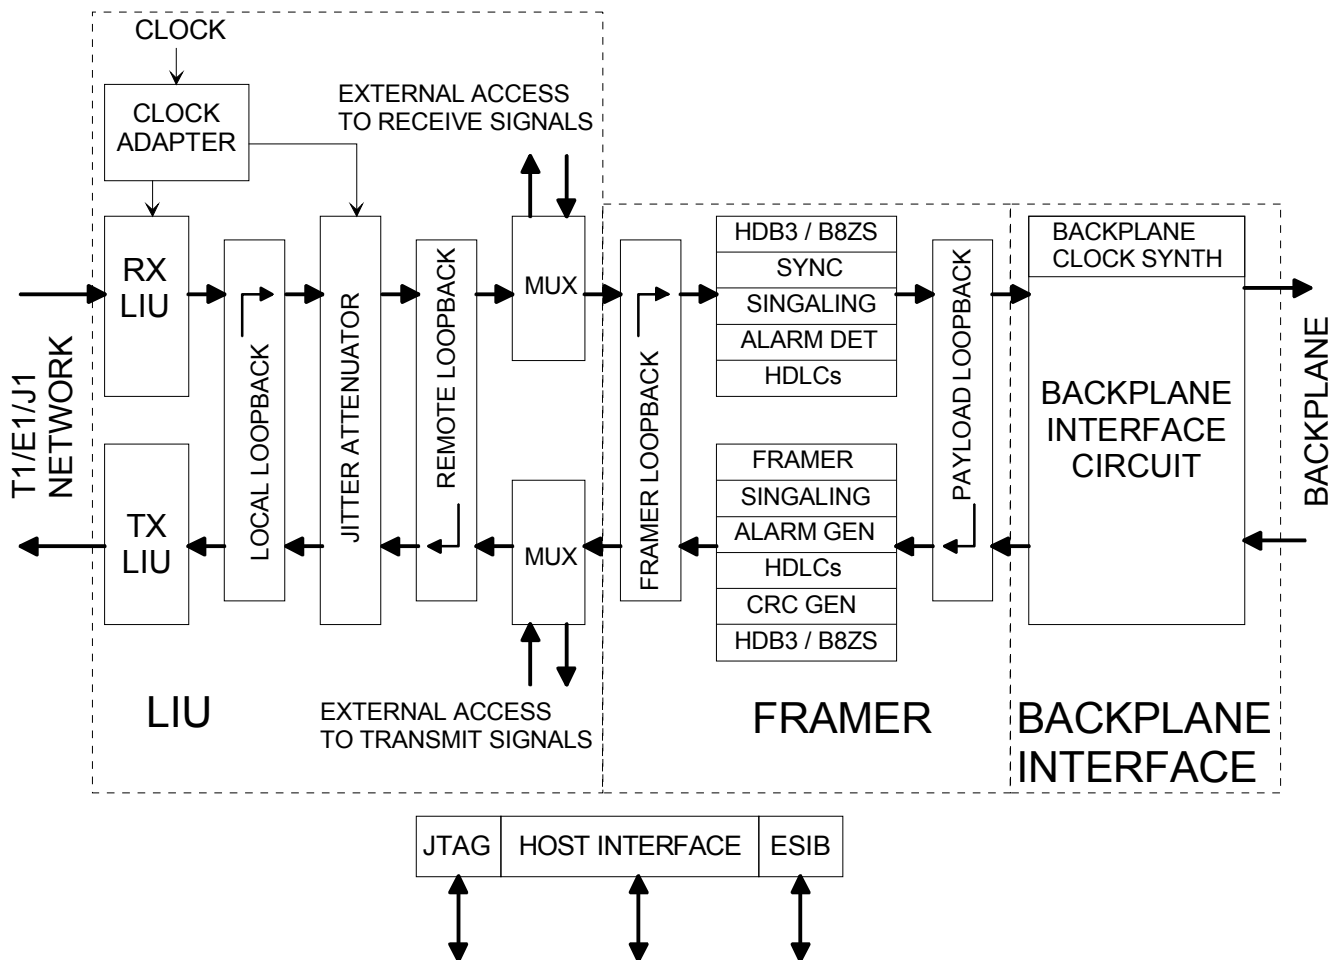 CLOCK
CLOCK
ADAPTER
EXTERNAL ACCESS
TO RECEIVE SIGNALS
T1/E1/J1
NETWORK
RX
LIU
TX
LIU
LOCAL LOOPBACK
JITTER ATTENUATOR
REMOTE LOOPBACK
MUX
MUX
EXTERNAL ACCESS
TO TRANSMIT SIGNALS
LIU
FRAMER LOOPBACK
HDB3 / B8ZS
SYNC
SINGALING
ALARM DET
HDLCs
FRAMER
SINGALING
ALARM GEN
HDLCs
CRC GEN
HDB3 / B8ZS
PAYLOAD LOOPBACK
FRAMER
BACKPLANE
CLOCK SYNTH
BACKPLANE
INTERFACE
CIRCUIT
BACKPLANE
BACKPLANE
INTERFACE
JTAG
HOST INTERFACE
ESIB